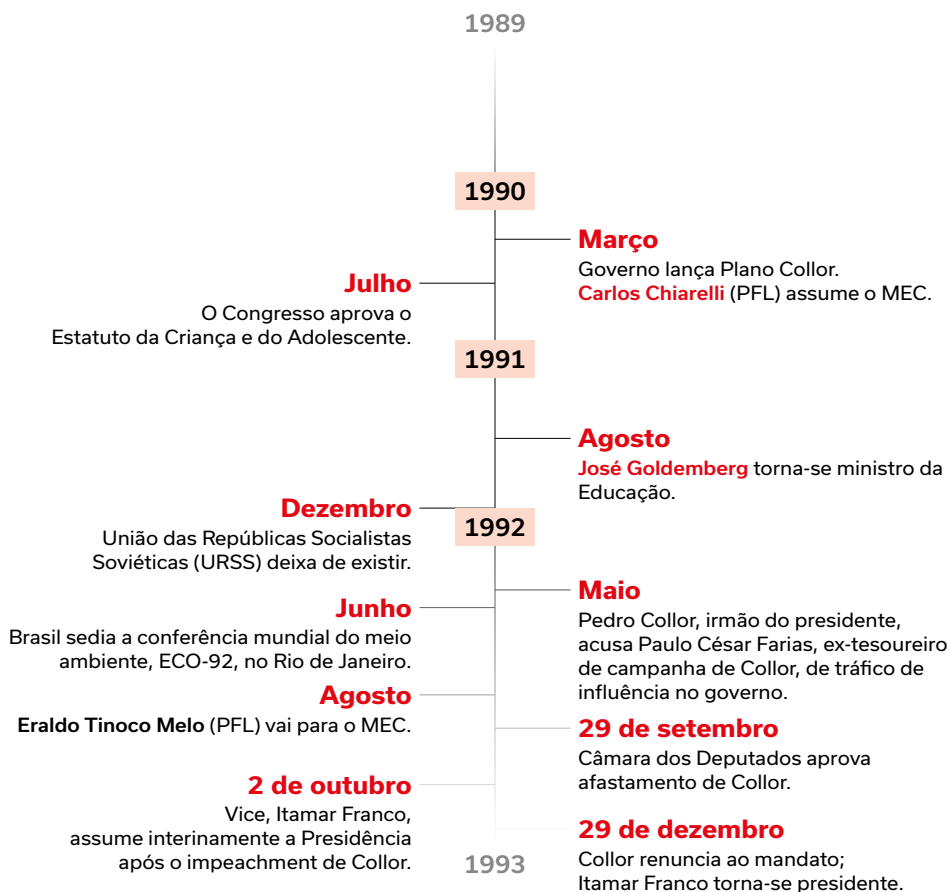 1989
1990
Março
Governo lança Plano Collor.
Carlos Chiarelli (PFL) assume o MEC.
Julho
O Congresso aprova o
Estatuto da Criança e do Adolescente.
1991
Agosto
José Goldemberg torna-se ministro da
Educação.
Dezembro
União das Repúblicas Socialistas
Soviéticas (URSS) deixa de existir.
1992
Maio
Pedro Collor, irmão do presidente,
acusa Paulo César Farias, ex-tesoureiro
de campanha de Collor, de tráfico de
influência no governo.
Junho
Brasil sedia a conferência mundial do meio
ambiente, ECO-92, no Rio de Janeiro.
Agosto
Eraldo Tinoco Melo (PFL) vai para o MEC.
29 de setembro
Câmara dos Deputados aprova
afastamento de Collor.
2 de outubro
Vice, Itamar Franco,
assume interinamente a Presidência
após o impeachment de Collor.
29 de dezembro
Collor renuncia ao mandato;
Itamar Franco torna-se presidente.
1993